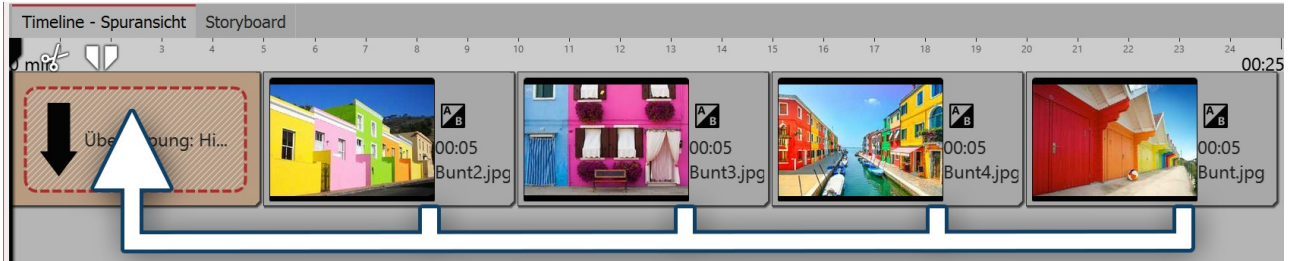 Timeline - Spuransicht Storyboard
3 4 5 6 7 8 9 10 11 12 13 14 15 16 17 18 19 20 21 22 23 24
min 00:25
Hi...
A B
00:05
Bunt2.jpg
A B
00:05
Bunt3.jpg
A B
00:05
Bunt4.jpg
A B
00:05
Bunt.jpg